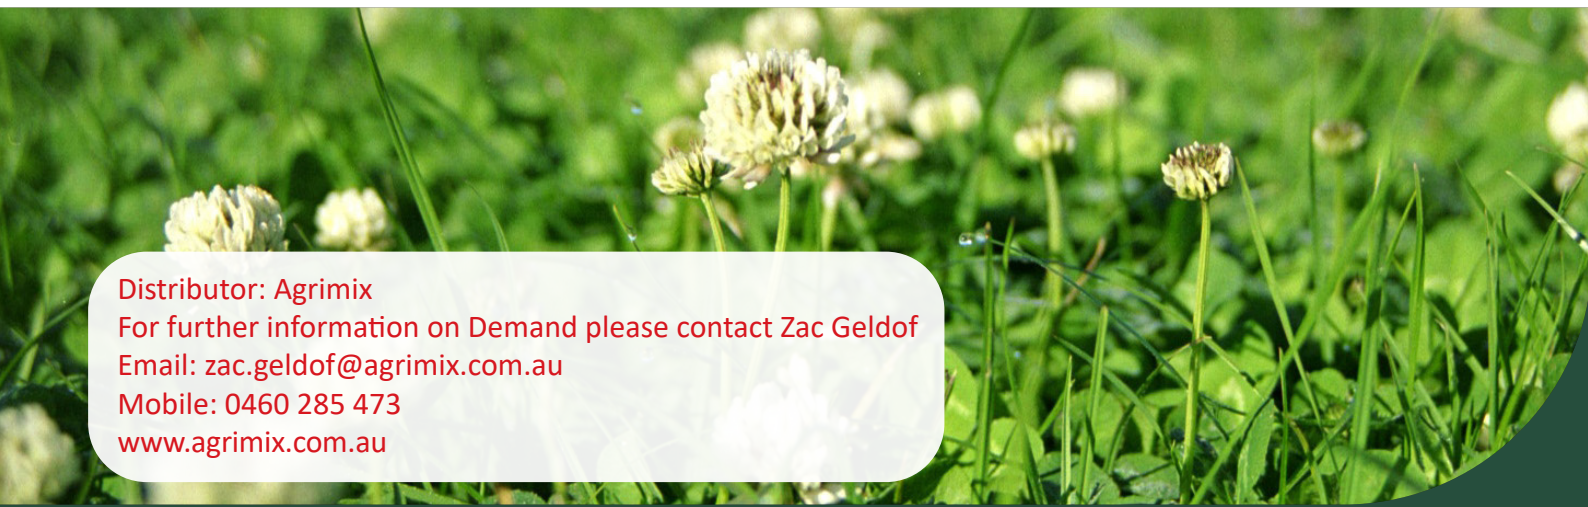 Distributor: Agrimix
For further information on Demand please contact Zac Geldof
Email: zac.geldof@agrimix.com.au
Mobile: 0460 285 473
www.agrimix.com.au